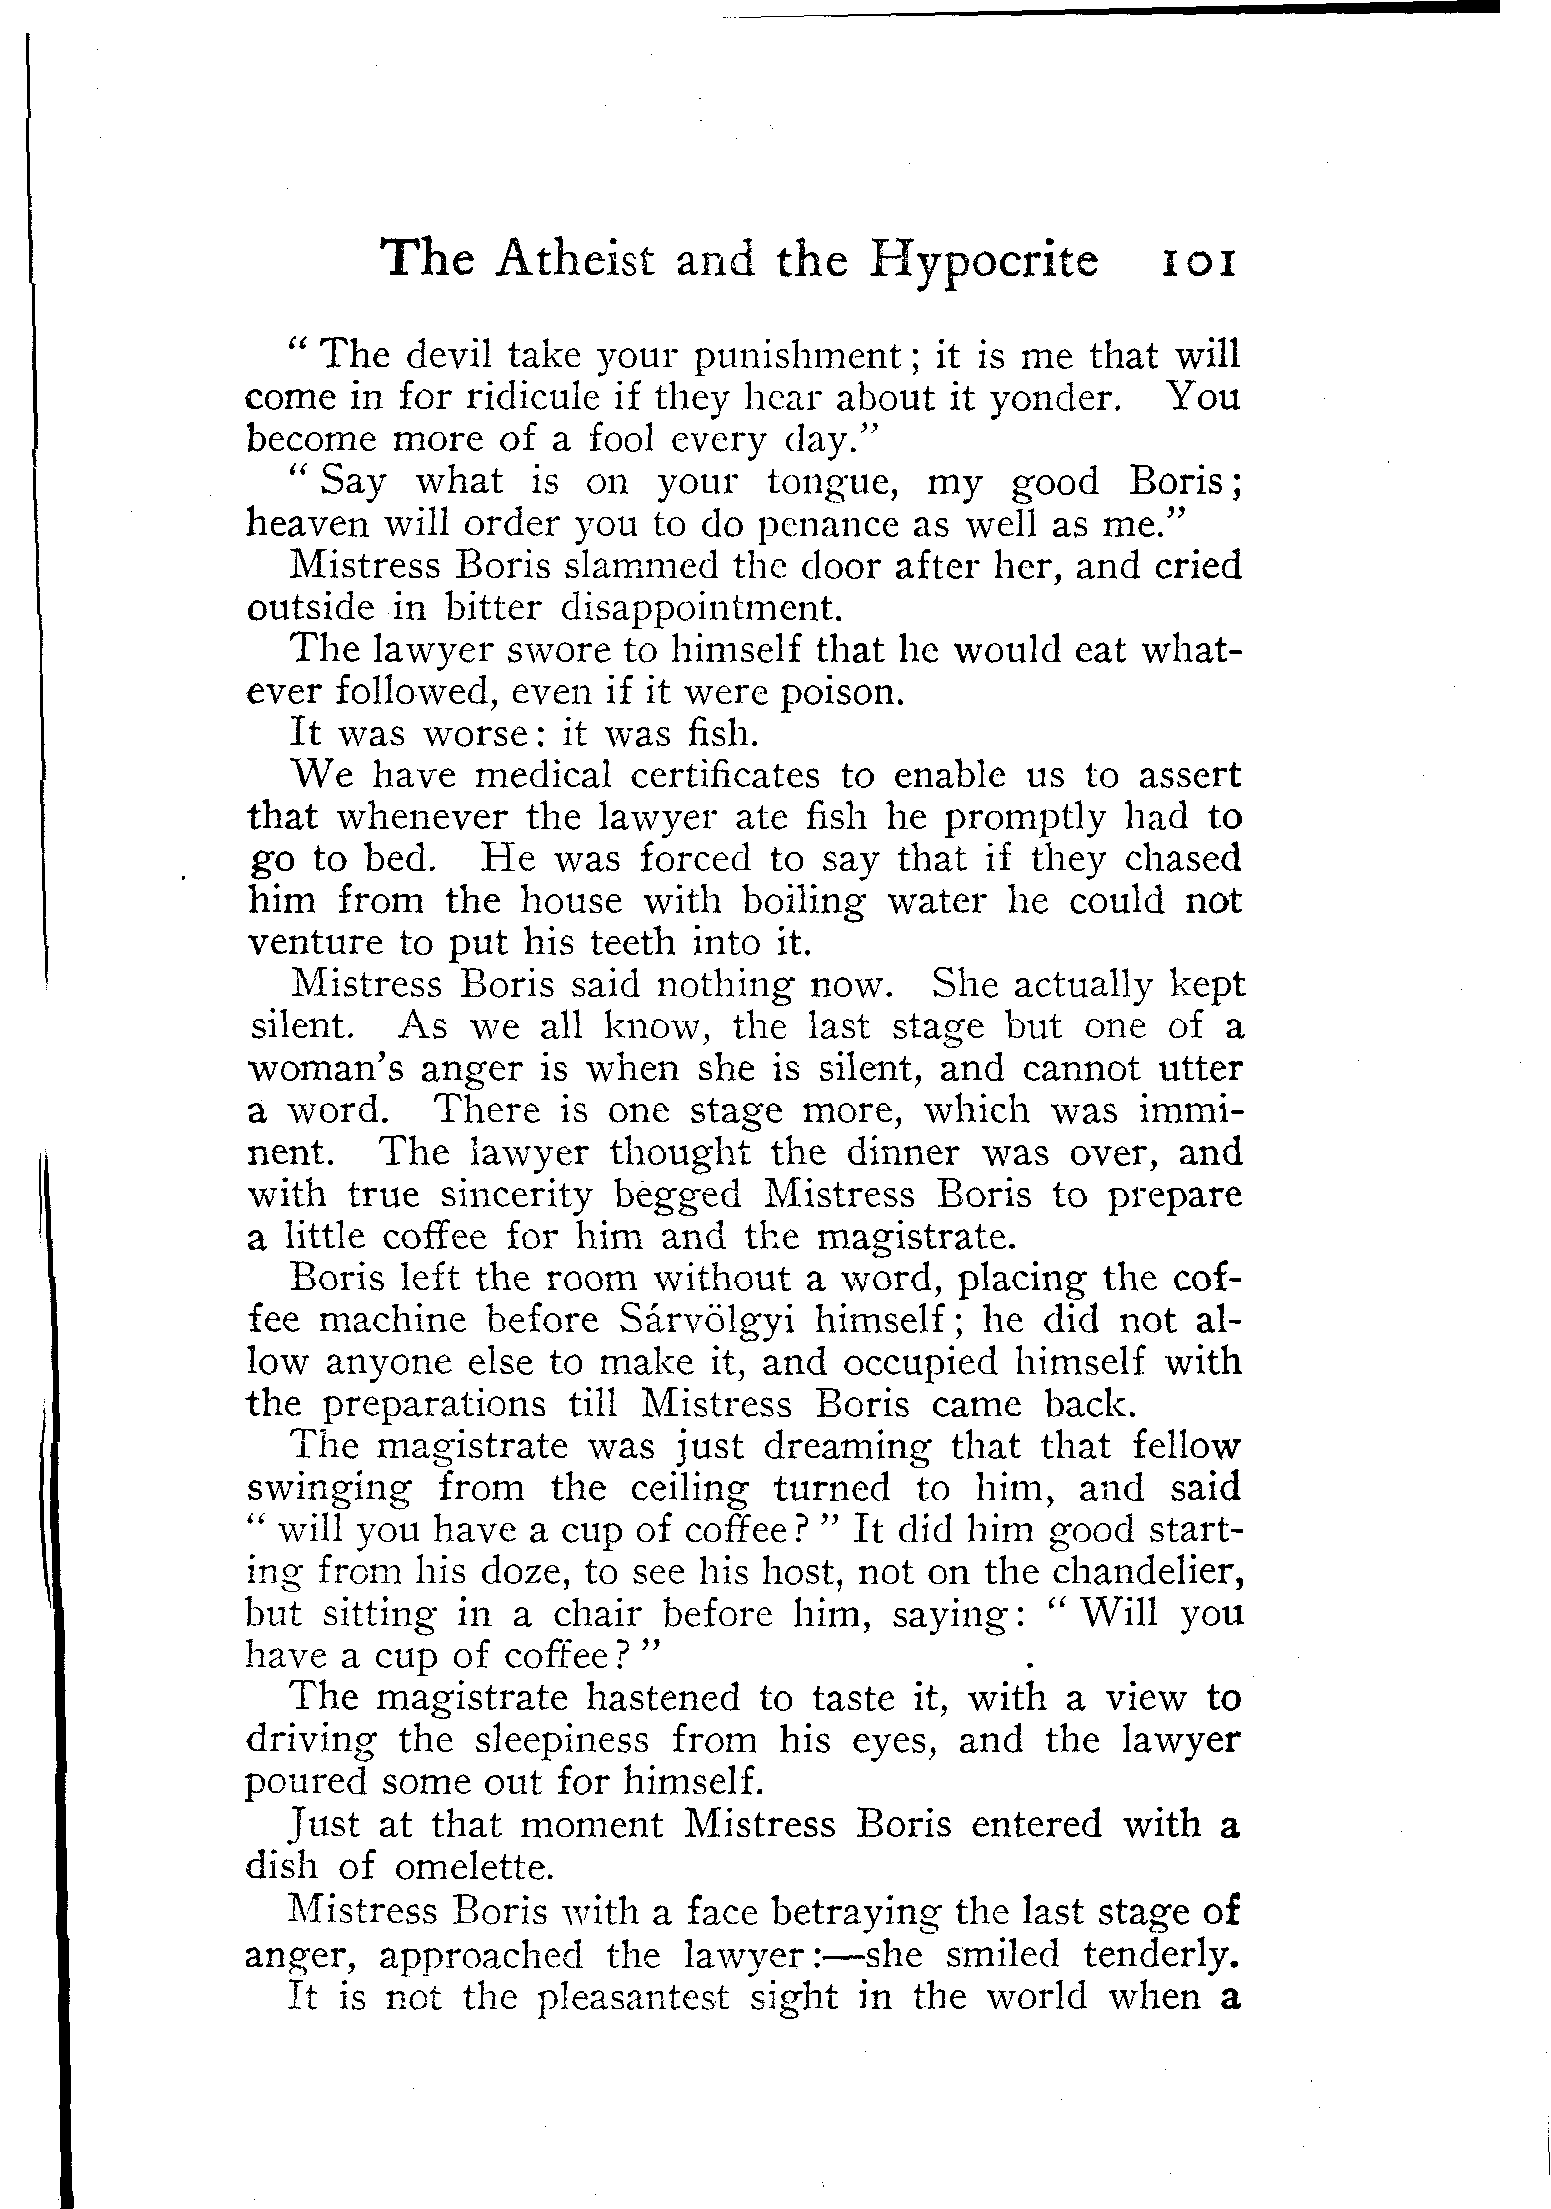 The Atheist and the Hypocrite 101
“ The devil take your punishment ; it is me that will
come in for ridicule if they hear about it yonder. You
become more of a fool every day.”
“ Say what is on your tongue, my good Boris ;
heaven will order you to do penance as well as me.”
Mistress Boris slammed the door after her, and cried
outside in bitter disappointment.
The lawyer swore to himself that he would eat what-
ever followed, even if it were poison.
It was worse : it was fish.
We have medical certificates to enable us to assert
that whenever the lawyer ate fish he promptly had to
go to bed. He was forced to say that if they chased
him from the house with boiling water he could not
venture to put his teeth into it.
Mistress Boris said nothing now. She actually kept
silent. As we all know, the last stage but one of a
woman's anger is when she is silent, and cannot utter
a word. There is one stage more, which was immi-
nent. The lawyer thought the dinner was over, and
with true sincerity begged Mistress Boris to prepare
a little coffee for him and the magistrate.
Boris left the room without a word, placing the cof-
fee machine before Sárvölgyi himself ; he did not al-
low anyone else to make it, and occupied himself with
the preparations till Mistress Boris came back.
The magistrate was just dreaming that that fellow
swinging from the ceiling turned to him, and said
“ will you have a cup of coffee ? ” It did him good start-
ing from his doze, to see his host, not on the chandelier,
but sitting in a chair before him, saying : “ Will you
have a cup of coffee ? ”
The magistrate hastened to taste it, with a view to
driving the sleepiness from his eyes, and the lawyer
poured some out for himself.
Just at that moment Mistress Boris entered with a
dish of omelette.
Mistress Boris with a face betraying the last stage of
anger, approached the lawyer :—she smiled tenderly.
It is not the pleasantest sight in the world when a